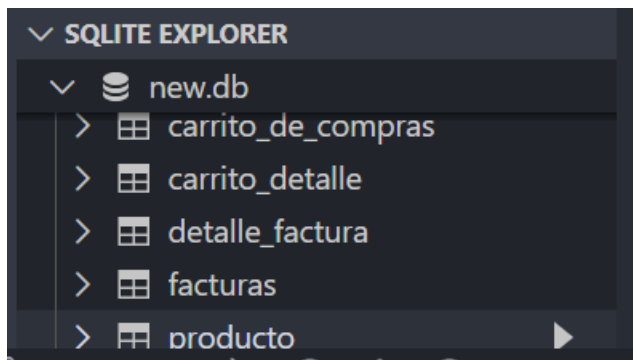 SQLITE EXPLORER
new.db
carrito_de_compras
carrito_detalle
detalle_factura
facturas
producto